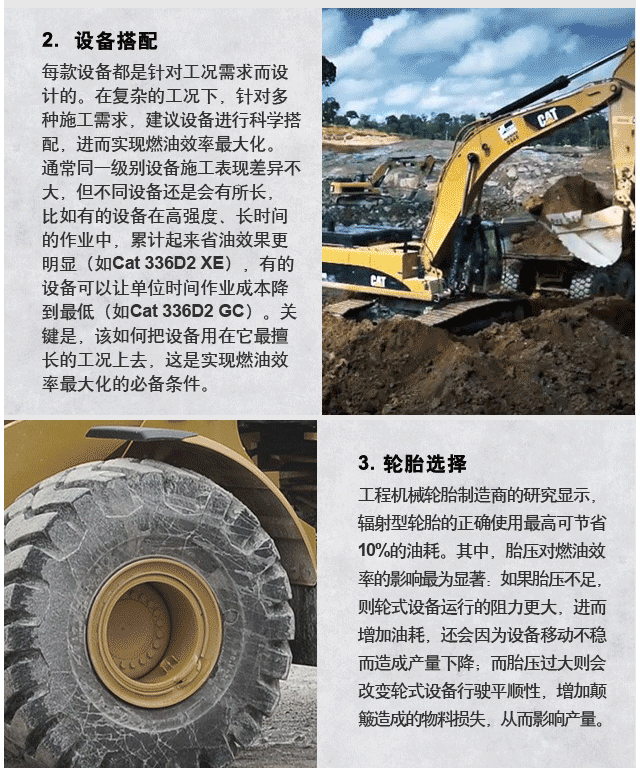 2. 设备搭配
每款设备都是针对工况需求而设
计的。在复杂的工况下，针对多
种施工需求，建议设备进行科学搭
配，进而实现燃油效率最大化。
通常同一级别设备施工表现差异不
大，但不同设备还是会有所长，
比如有的设备在高强度、长时间
的作业中，累计起来省油效果更
明显（如Cat 336D2 XE），有的
设备可以让单位时间作业成本降
到最低（如Cat 336D2 GC）。关
键是，该如何把设备用在它最擅
长的工况上去，这是实现燃油效
率最大化的必备条件。
CAT
CAT
3. 轮胎选择
工程机械轮胎制造商的研究显示，
辐射型轮胎的正确使用最高可节省
10%的油耗。其中，胎压对燃油效
率的影响最为显著：如果胎压不足，
则轮式设备运行的阻力更大，进而
增加油耗，还会因为设备移动不稳
而造成产量下降；而胎压过大则会
改变轮式设备行驶平顺性，增加颠
簸造成的物料损失，从而影响产量。